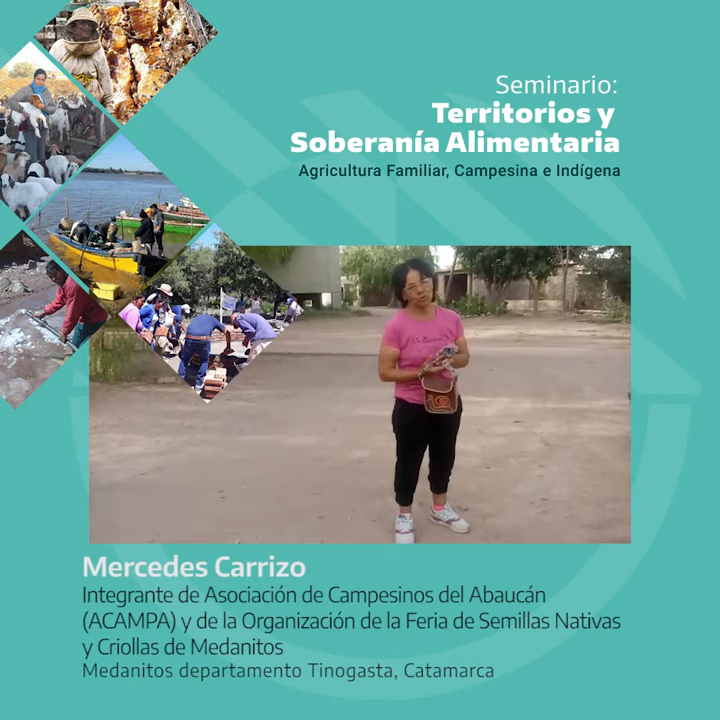 Seminario:
Territorios y
Soberanía Alimentaria
Agricultura Familiar, Campesina e Indígena
Mercedes Carrizo
Integrante de Asociación de Campesinos del Abaucán
(ACAMPA) y de la Organización de la Feria de Semillas Nativas
y Criollas de Medanitos
Medanitos departamento Tinogasta, Catamarca